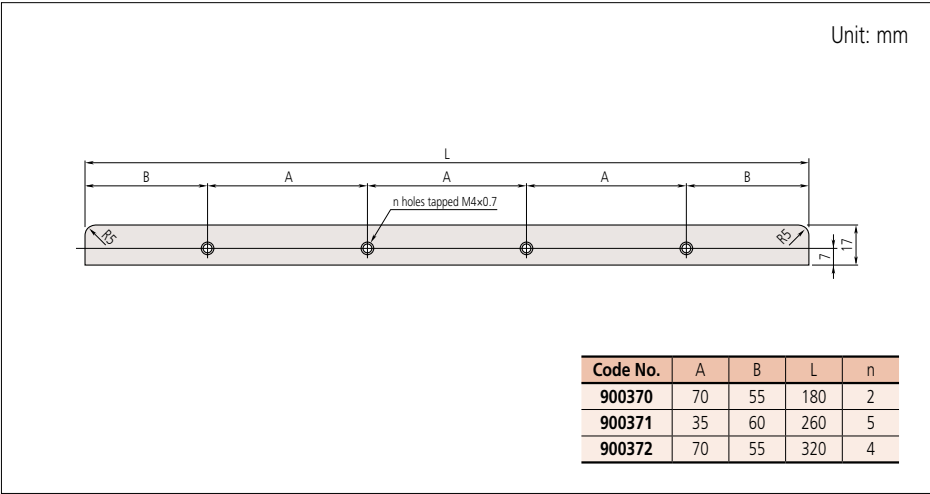 Unit: mm
L
B A A A B
n holes tapped M4×0.7
R5 R5
7 17
Code No. A B L n
900370 70 55 180 2
900371 35 60 260 5
900372 70 55 320 4